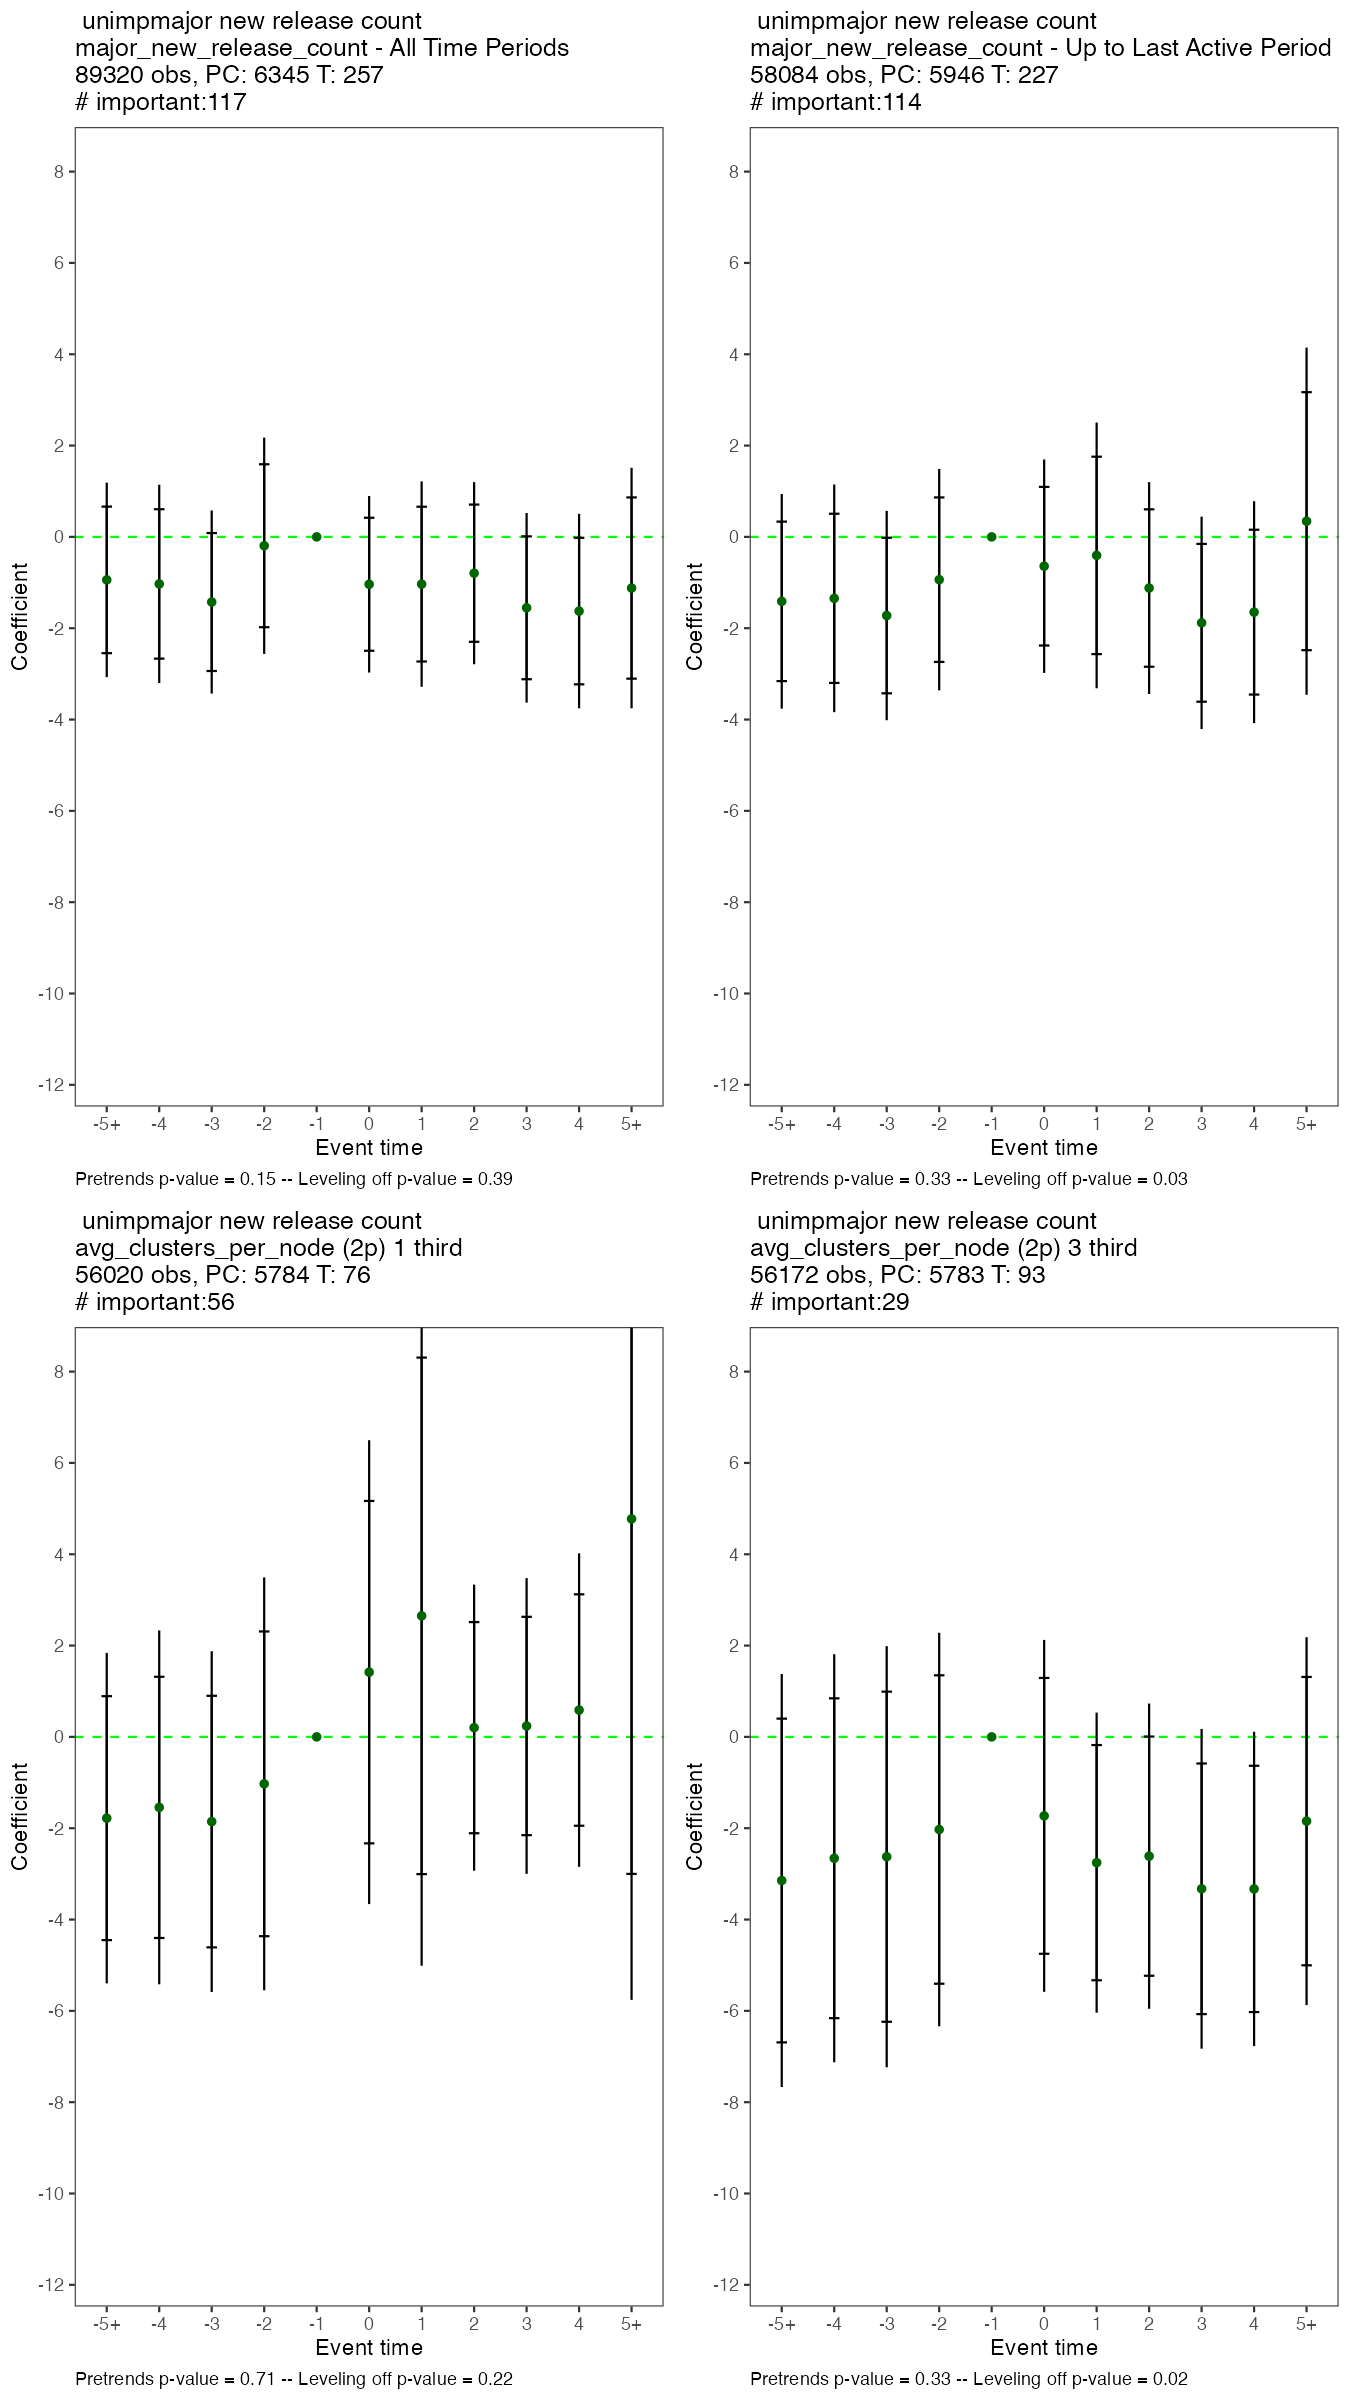 unimpmajor new release count
major_new_release_count - All Time Periods
89320 obs, PC: 6345 T: 257
# important:117
8
6
4
2
0
-2
-4
-6
-8
-10
-12
Coefficient
-5+ -4 -3 -2 -1 0 1 2 3 4 5+
Event time
Pretrends p-value = 0.15 -- Leveling off p-value = 0.39
unimpmajor new release count
major_new_release_count - Up to Last Active Period
58084 obs, PC: 5946 T: 227
# important:114
8
6
4
2
0
-2
-4
-6
-8
-10
-12
Coefficient
-5+ -4 -3 -2 -1 0 1 2 3 4 5+
Event time
Pretrends p-value = 0.33 -- Leveling off p-value = 0.03
unimpmajor new release count
avg_clusters_per_node (2p) 1 third
56020 obs, PC: 5784 T: 76
# important:56
8
6
4
2
0
-2
-4
-6
-8
-10
-12
Coefficient
-5+ -4 -3 -2 -1 0 1 2 3 4 5+
Event time
Pretrends p-value = 0.71 -- Leveling off p-value = 0.22
unimpmajor new release count
avg_clusters_per_node (2p) 3 third
56172 obs, PC: 5783 T: 93
# important:29
8
6
4
2
0
-2
-4
-6
-8
-10
-12
Coefficient
-5+ -4 -3 -2 -1 0 1 2 3 4 5+
Event time
Pretrends p-value = 0.33 -- Leveling off p-value = 0.02